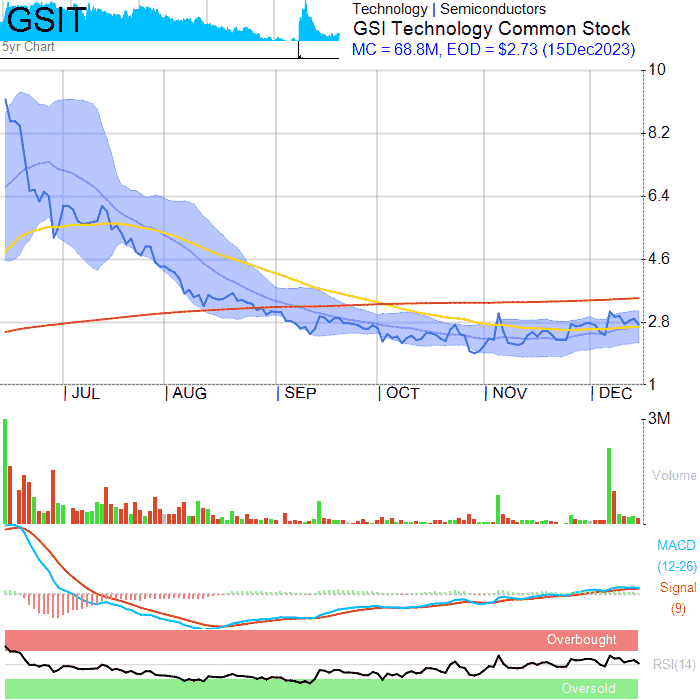 GSIT
5yr Chart
Technology | Semiconductors
GSI Technology Common Stock
MC = 68.8M, EOD = $2.73 (15Dec2023)
10
8.2
6.4
4.6
2.8
1
JUL
AUG
SEP
OCT
NOV
DEC
3M
Volume
MACD
(12-26)
Signal
(9)
Overbought
RSI(14)
Oversold